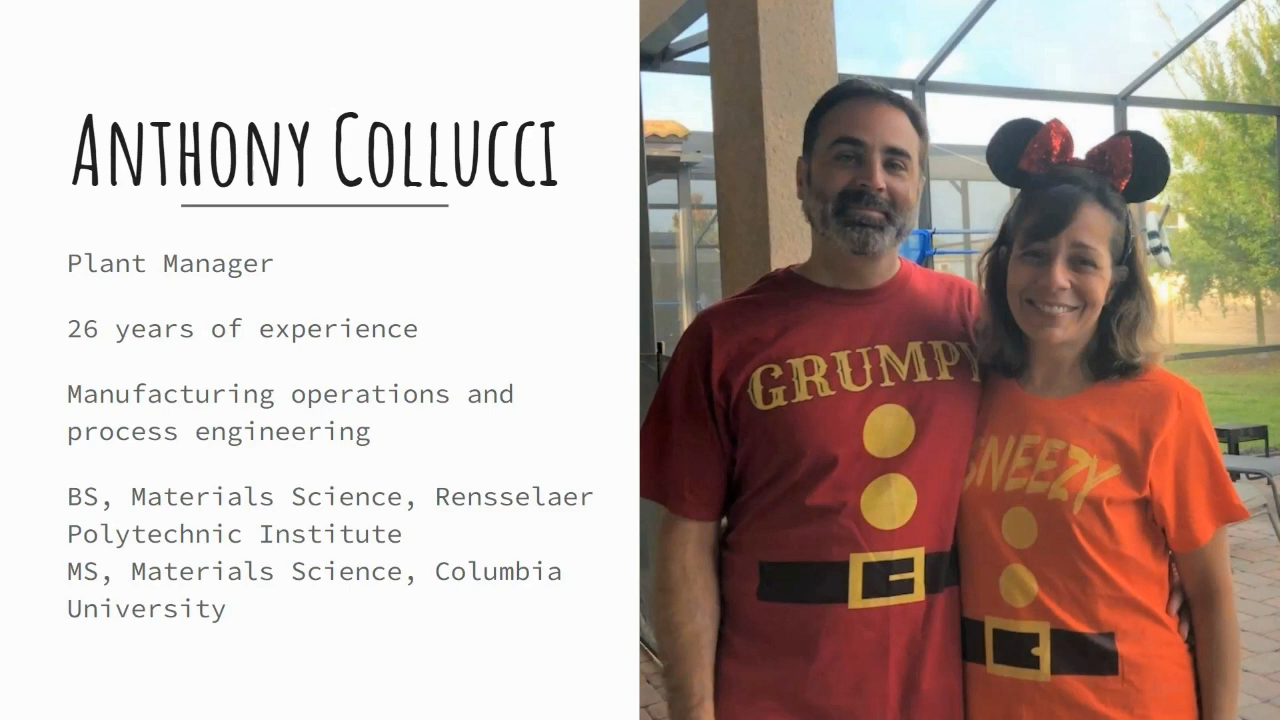 Anthony Collucci
Plant Manager
26 years of experience
Manufacturing operations and
process engineering
BS, Materials Science, Rensselaer
Polytechnic Institute
MS, Materials Science, Columbia
University
GRUMPY
SNEEZY